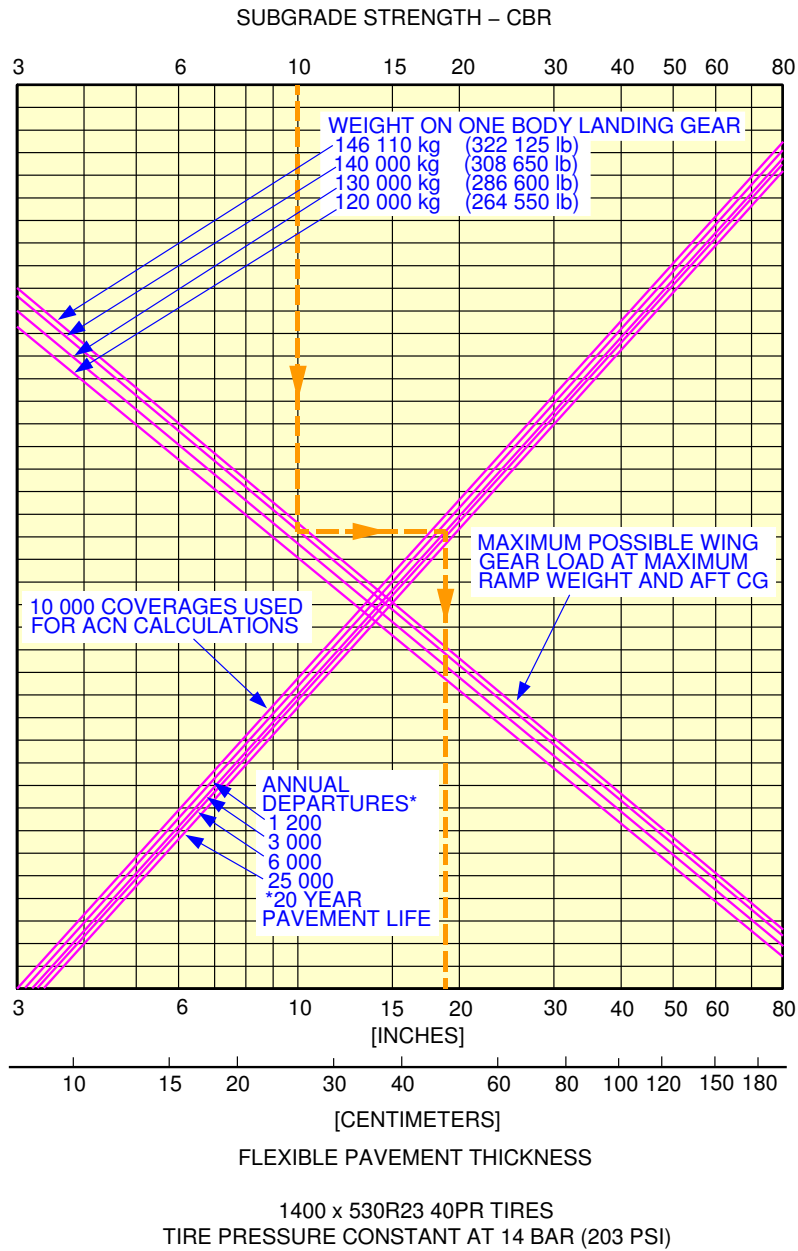 SUBGRADE STRENGTH – CBR
3 6 10 15 20 30 40 50 60 80
WEIGHT ON ONE BODY LANDING GEAR
146 110 kg (322 125 lb)
140 000 kg (308 650 lb)
130 000 kg (286 600 lb)
120 000 kg (264 550 lb)
MAXIMUM POSSIBLE WING
GEAR LOAD AT MAXIMUM
RAMP WEIGHT AND AFT CG
10 000 COVERAGES USED
FOR ACN CALCULATIONS
ANNUAL
DEPARTURES*
1 200
3 000
6 000
25 000
*20 YEAR
PAVEMENT LIFE
3 6 10 15 20 30 40 50 60 80
[INCHES]
10 15 20 30 40 60 80 100 120 150 180
[CENTIMETERS]
FLEXIBLE PAVEMENT THICKNESS
1400 x 530R23 40PR TIRES
TIRE PRESSURE CONSTANT AT 14 BAR (203 PSI)